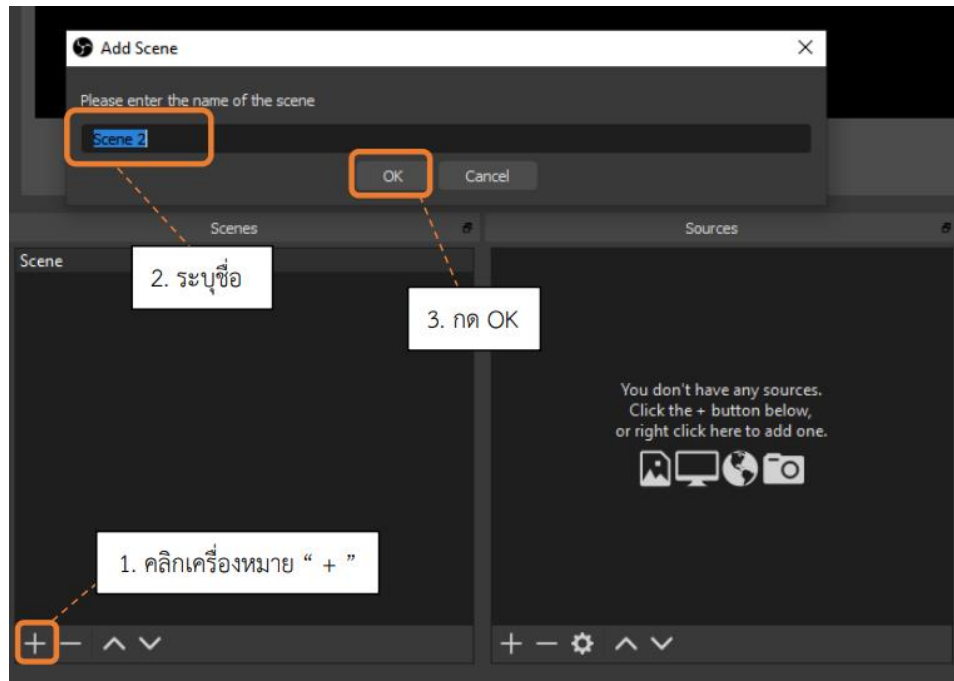 Add Scene
Please enter the name of the scene
Scene 2
OK
Cancel
Scenes
Sources
Scene
2. ระบุชื่อ
3. กด OK
You don't have any sources.
Click the + button below,
or right click here to add one.
1. คลิกเครื่องหมาย “ + ”